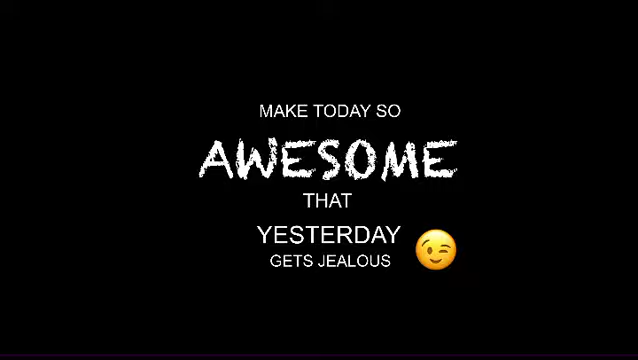 MAKE TODAY SO
AWESOME
THAT
YESTERDAY
GETS JEALOUS